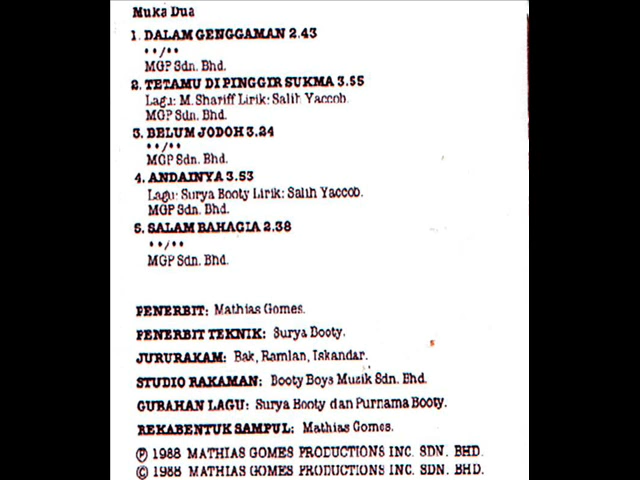 Muka Dua
1. DALAM GENGGAMAN 2.43
**/**
MGP Sdn. Bhd.
2. TETAMU DI PINGGIR SUKMA 3.55
Lagu: M. Shariff Lirik: Salih Yaccob.
MGP Sdn. Bhd.
3. BELUM JODOH 3.24
**/**
MGP Sdn. Bhd.
4. ANDAINYA 3.53
Lagu: Surya Booty Lirik: Salih Yaccob.
MGP Sdn. Bhd.
5. SALAM BAHAGIA 2.38
**/**
MGP Sdn. Bhd.
PENERBIT: Mathias Gomes.
PENERBIT TEKNIK: Surya Booty.
JURURAKAM: Bak, Ramlan, Iskandar.
STUDIO RAKAMAN: Booty Boys Muzik Sdn. Bhd.
GUBAHAN LAGU: Surya Booty dan Purnama Booty.
REKABENTUK SAMPUL: Mathias Gomes.
℗ 1988 MATHIAS GOMES PRODUCTIONS INC. SDN. BHD.
© 1988 MATHIAS GOMES PRODUCTIONS INC. SDN. BHD.